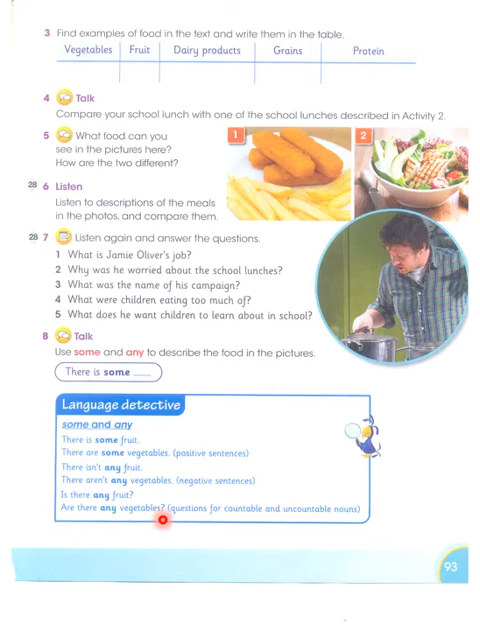 3 Find examples of food in the text and write them in the table.
Vegetables Fruit Dairy products Grains Protein
4 Talk
Compare your school lunch with one of the school lunches described in Activity 2.
5 What food can you
see in the pictures here?
How are the two different?
1
2
28 6 Listen
Listen to descriptions of the meals
in the photos, and compare them.
28 7 Listen again and answer the questions.
1 What is Jamie Oliver's job?
2 Why was he worried about the school lunches?
3 What was the name of his campaign?
4 What were children eating too much of?
5 What does he want children to learn about in school?
8 Talk
Use some and any to describe the food in the pictures.
There is some ____
Language detective
some and any
There is some fruit.
There are some vegetables. (positive sentences)
There isn't any fruit.
There aren't any vegetables. (negative sentences)
Is there any fruit?
Are there any vegetables? (questions for countable and uncountable nouns)
93